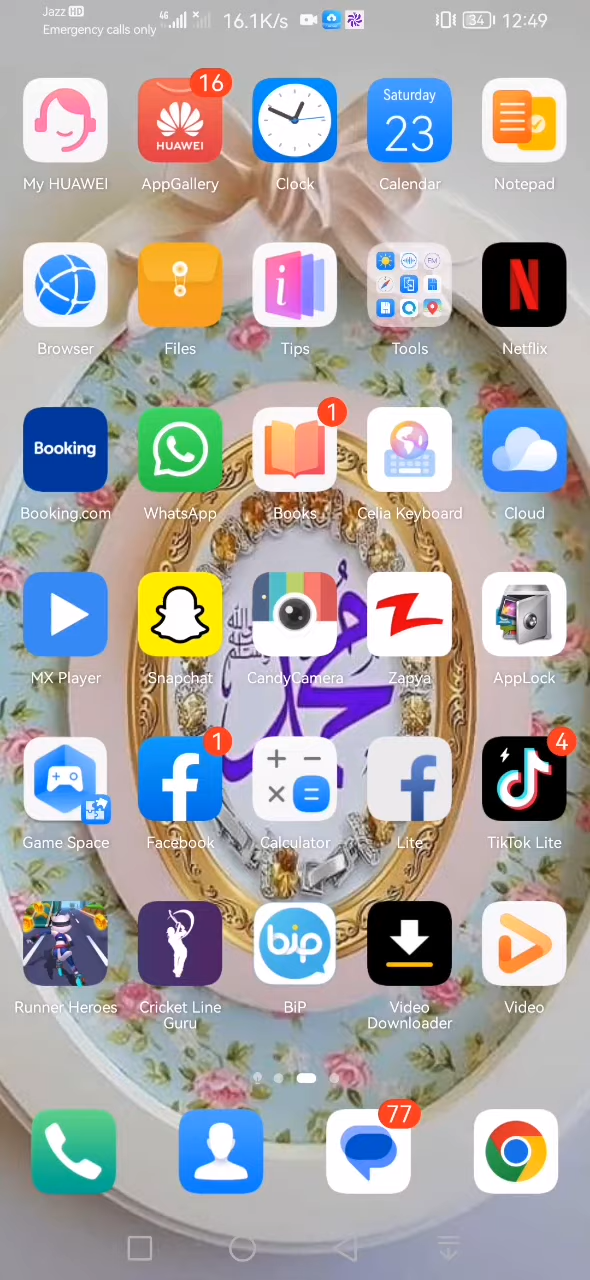 Jazz HD
Emergency calls only
4G
16.1K/s
34
12:49
16
HUAWEI
Saturday
23
My HUAWEI
AppGallery
Clock
Calendar
Notepad
i
FM
N
Browser
Files
Tips
Tools
Netflix
Booking
1
Booking.com
WhatsApp
Books
Celia Keyboard
Cloud
محمد
MX Player
Snapchat
CandyCamera
Zapya
AppLock
1
4
Game Space
Facebook
Calculator
Lite
TikTok Lite
bip
Runner Heroes
Cricket Line
Guru
BiP
Video
Downloader
Video
77